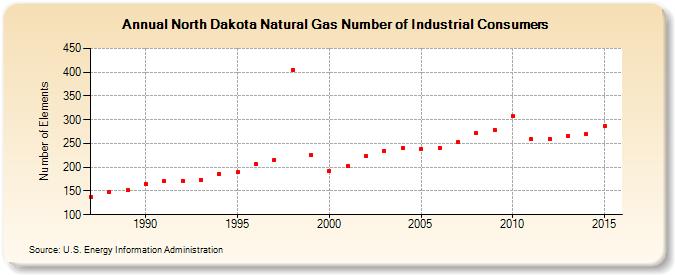 Annual North Dakota Natural Gas Number of Industrial Consumers
Number of Elements
450
400
350
300
250
200
150
100
1990 1995 2000 2005 2010 2015
Source: U.S. Energy Information Administration